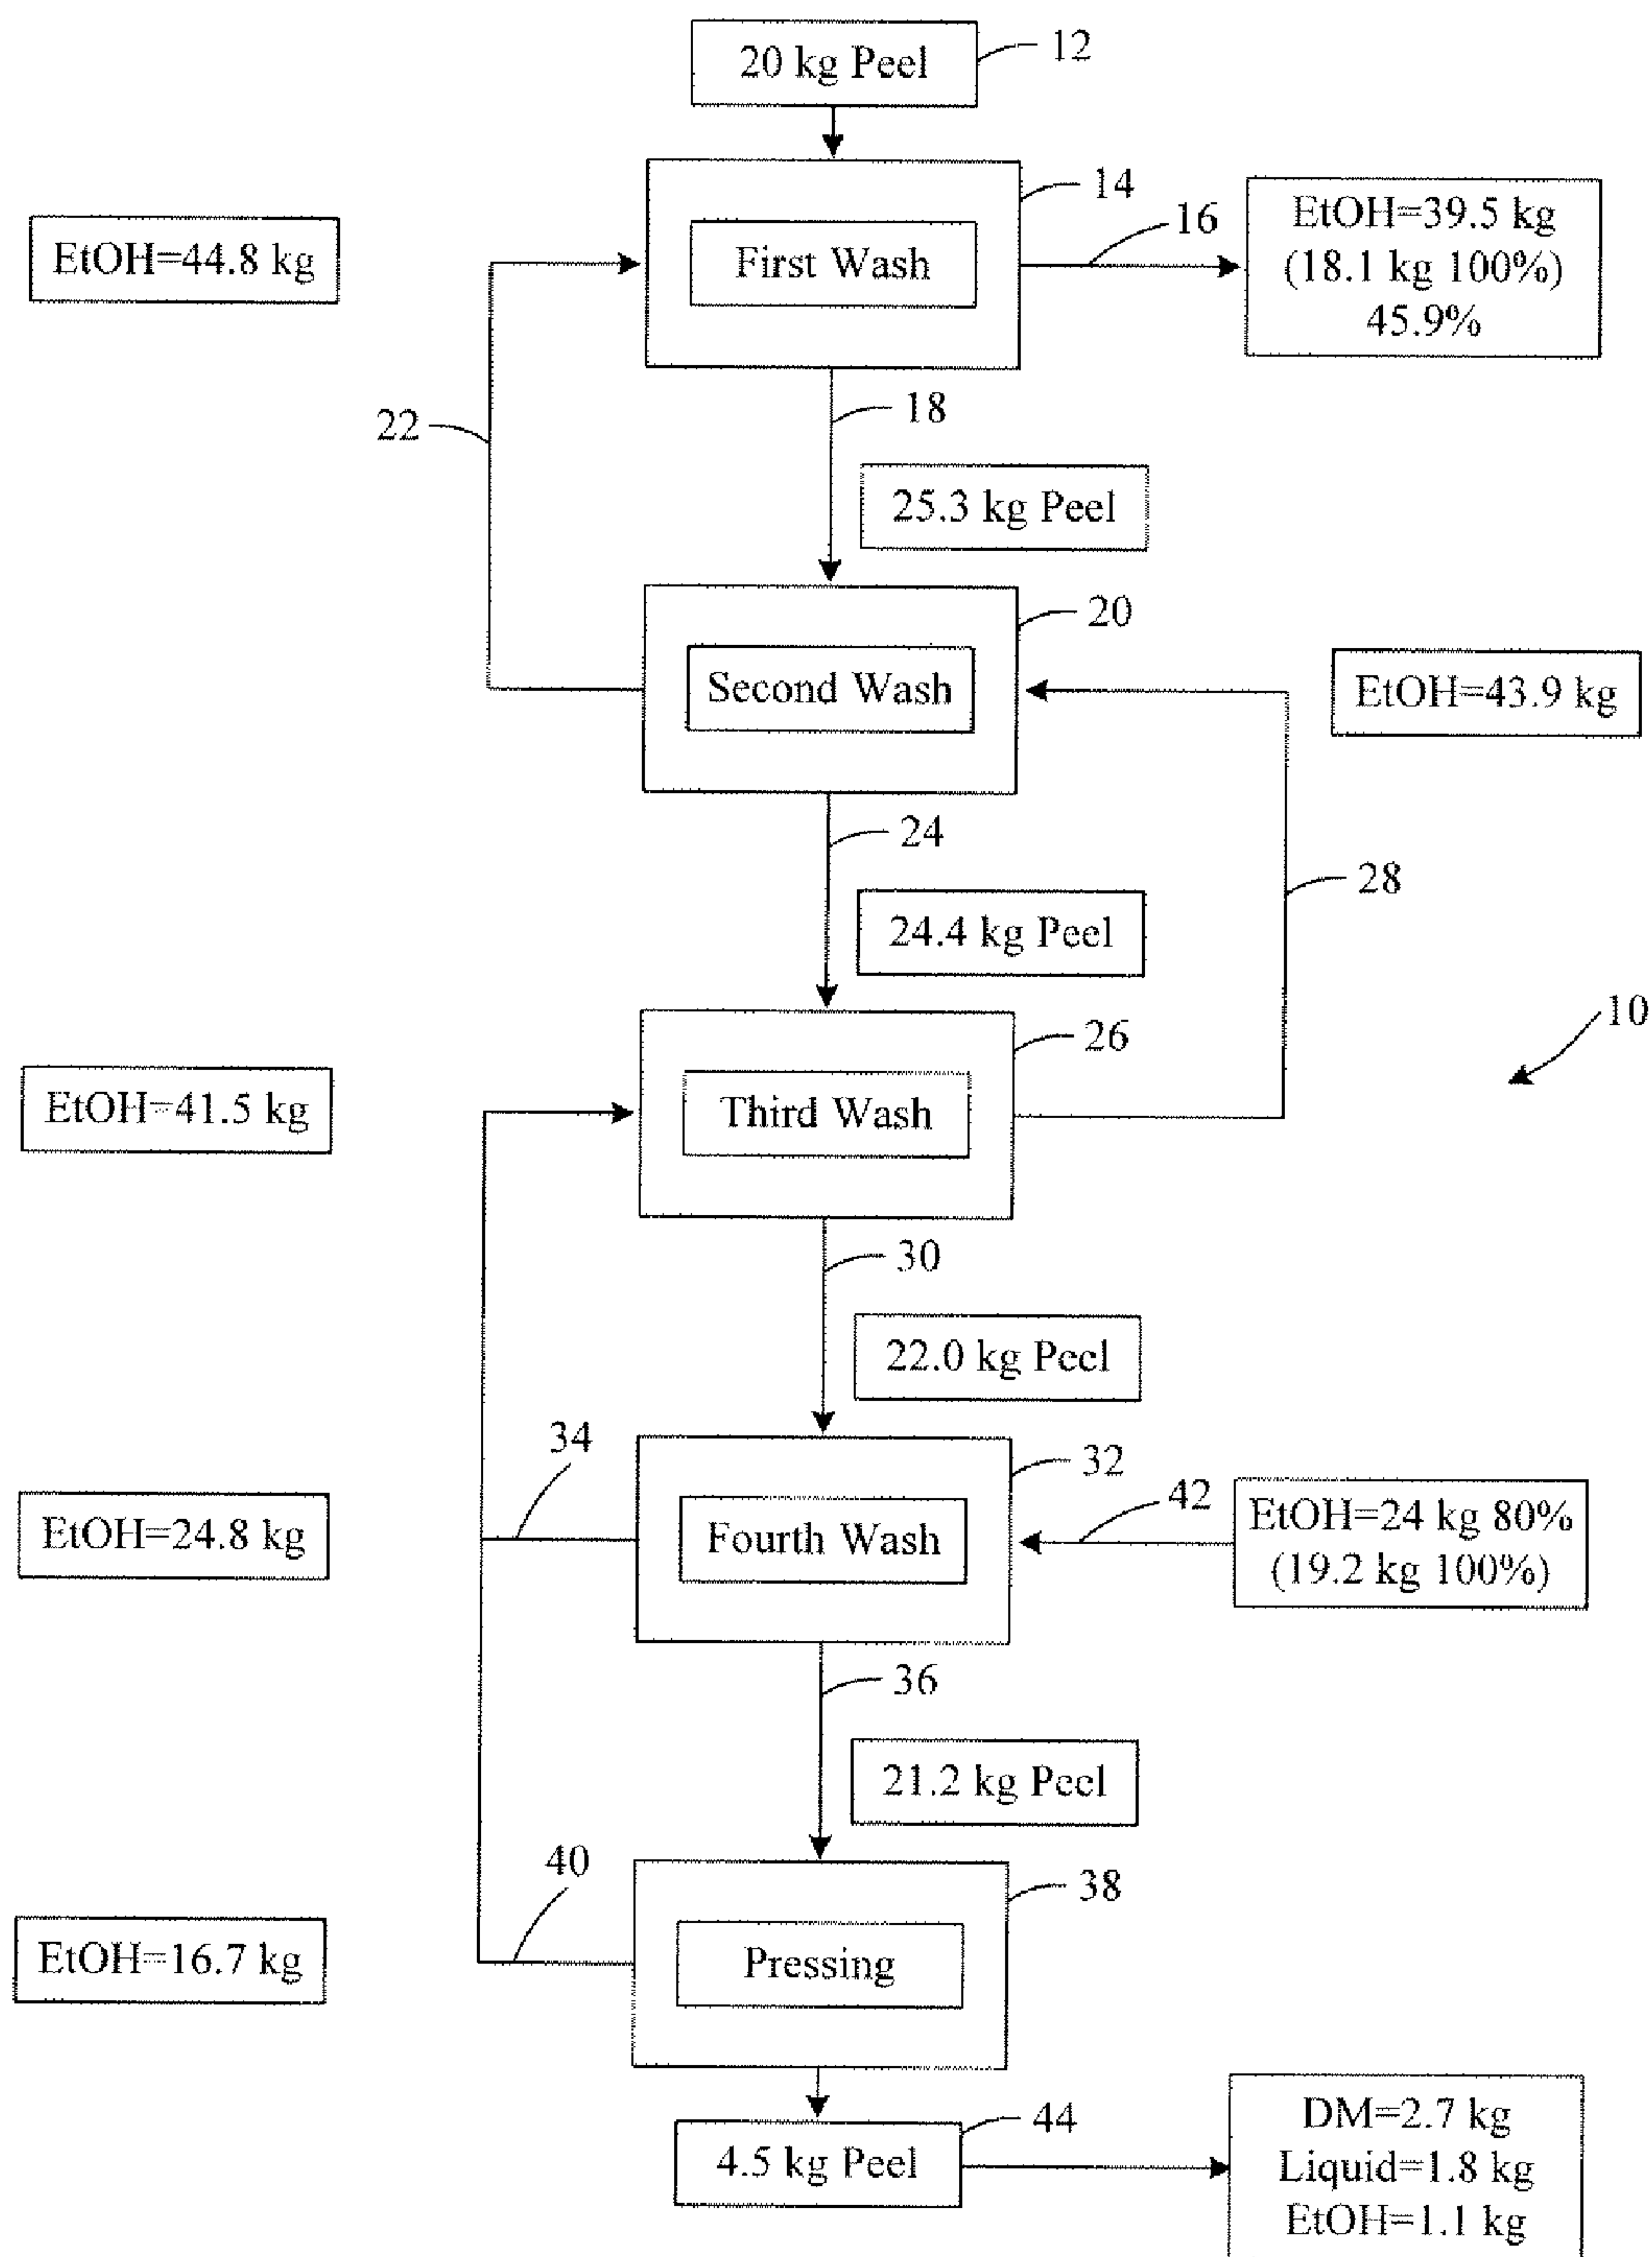 20 kg Peel
12
14
First Wash
16
EtOH=39.5 kg
(18.1 kg 100%)
45.9%
EtOH=44.8 kg
22
18
25.3 kg Peel
20
Second Wash
EtOH=43.9 kg
24
24.4 kg Peel
28
10
26
Third Wash
EtOH=41.5 kg
30
22.0 kg Peel
34
32
Fourth Wash
42
EtOH=24 kg 80%
(19.2 kg 100%)
EtOH=24.8 kg
36
21.2 kg Peel
40
38
Pressing
EtOH=16.7 kg
44
4.5 kg Peel
DM=2.7 kg
Liquid=1.8 kg
EtOH=1.1 kg